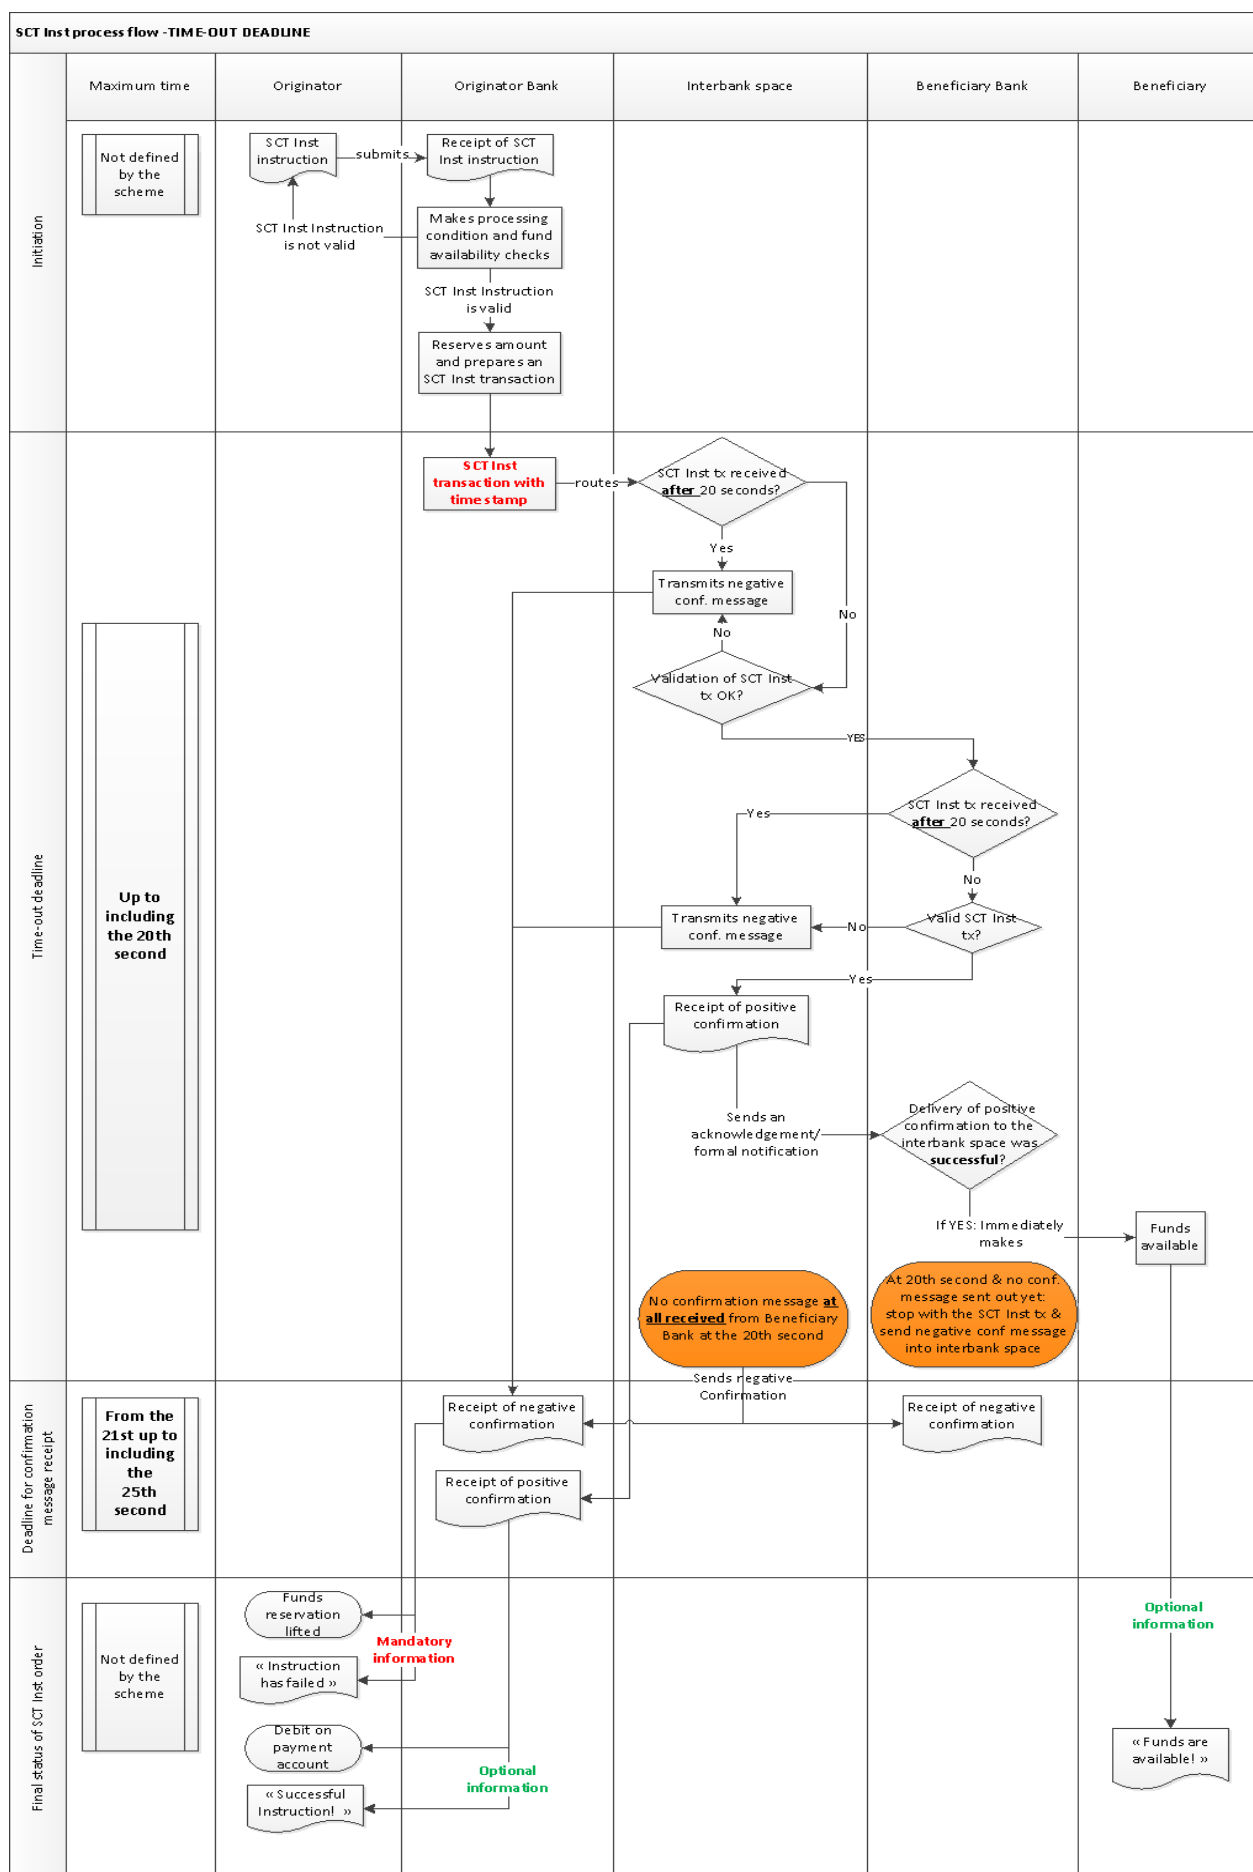 SCT Inst process flow -TIME-OUT DEADLINE
Maximum time
Originator
Originator Bank
Interbank space
Beneficiary Bank
Beneficiary
Initiation
Not defined
by the
scheme
SCT Inst
instruction
submits
Receipt of SCT
Inst instruction
SCT Inst Instruction
is not valid
Makes processing
condition and fund
availability checks
SCT Inst Instruction
is valid
Reserves amount
and prepares an
SCT Inst transaction
Time-out deadline
Up to
including
the 20th
second
SCT Inst
transaction with
time stamp
routes
SCT Inst tx received
after 20 seconds?
Yes
No
Transmits negative
conf. message
No
Validation of SCT Inst
tx OK?
YES
SCT Inst tx received
after 20 seconds?
Yes
No
Transmits negative
conf. message
No
Valid SCT Inst
tx?
Yes
Receipt of positive
confirmation
Sends an
acknowledgement/
formal notification
Delivery of positive
confirmation to the
interbank space was
successful?
If YES: Immediately
makes
Funds
available
No confirmation message at
all received from Beneficiary
Bank at the 20th second
At 20th second & no conf.
message sent out yet:
stop with the SCT Inst tx &
send negative conf message
into interbank space
Sends negative
Confirmation
Deadline for confirmation
message receipt
From the
21st up to
including
the
25th
second
Receipt of negative
confirmation
Receipt of negative
confirmation
Receipt of positive
confirmation
Final status of SCT Inst order
Not defined
by the
scheme
Funds
reservation
lifted
Mandatory
information
« Instruction
has failed »
Debit on
payment
account
Optional
information
« Successful
Instruction! »
Optional
information
« Funds are
available! »